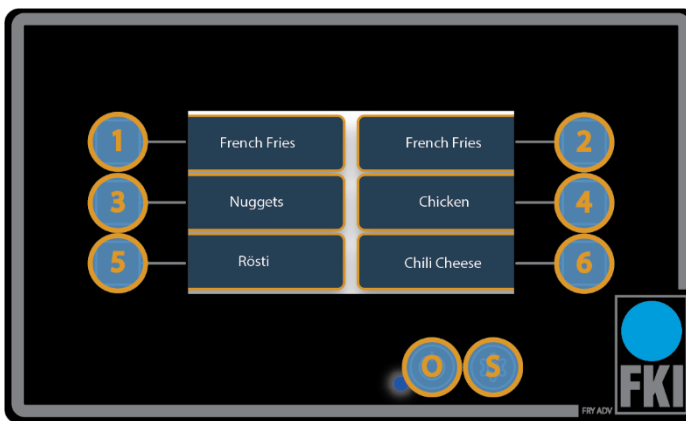 1 French Fries French Fries 2
3 Nuggets Chicken 4
5 Rösti Chili Cheese 6
O S
FKI
FRY ADV